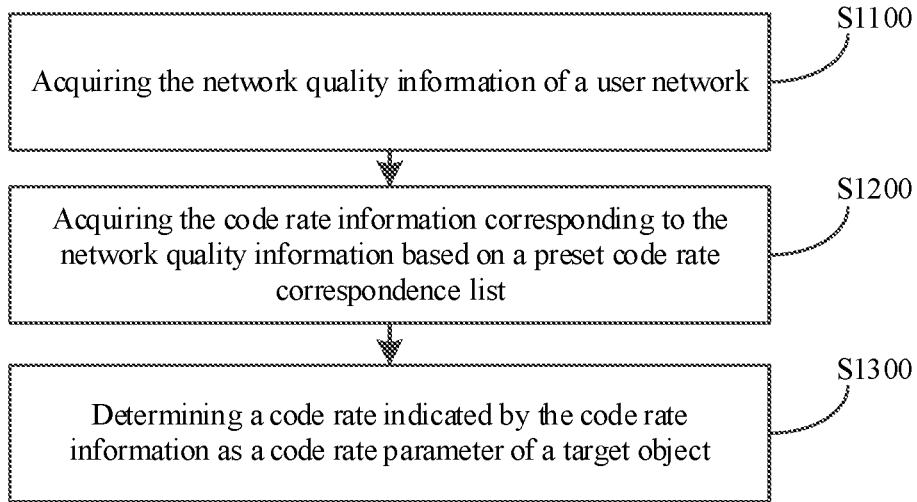 S1100
Acquiring the network quality information of a user network
S1200
Acquiring the code rate information corresponding to the
network quality information based on a preset code rate
correspondence list
S1300
Determining a code rate indicated by the code rate
information as a code rate parameter of a target object